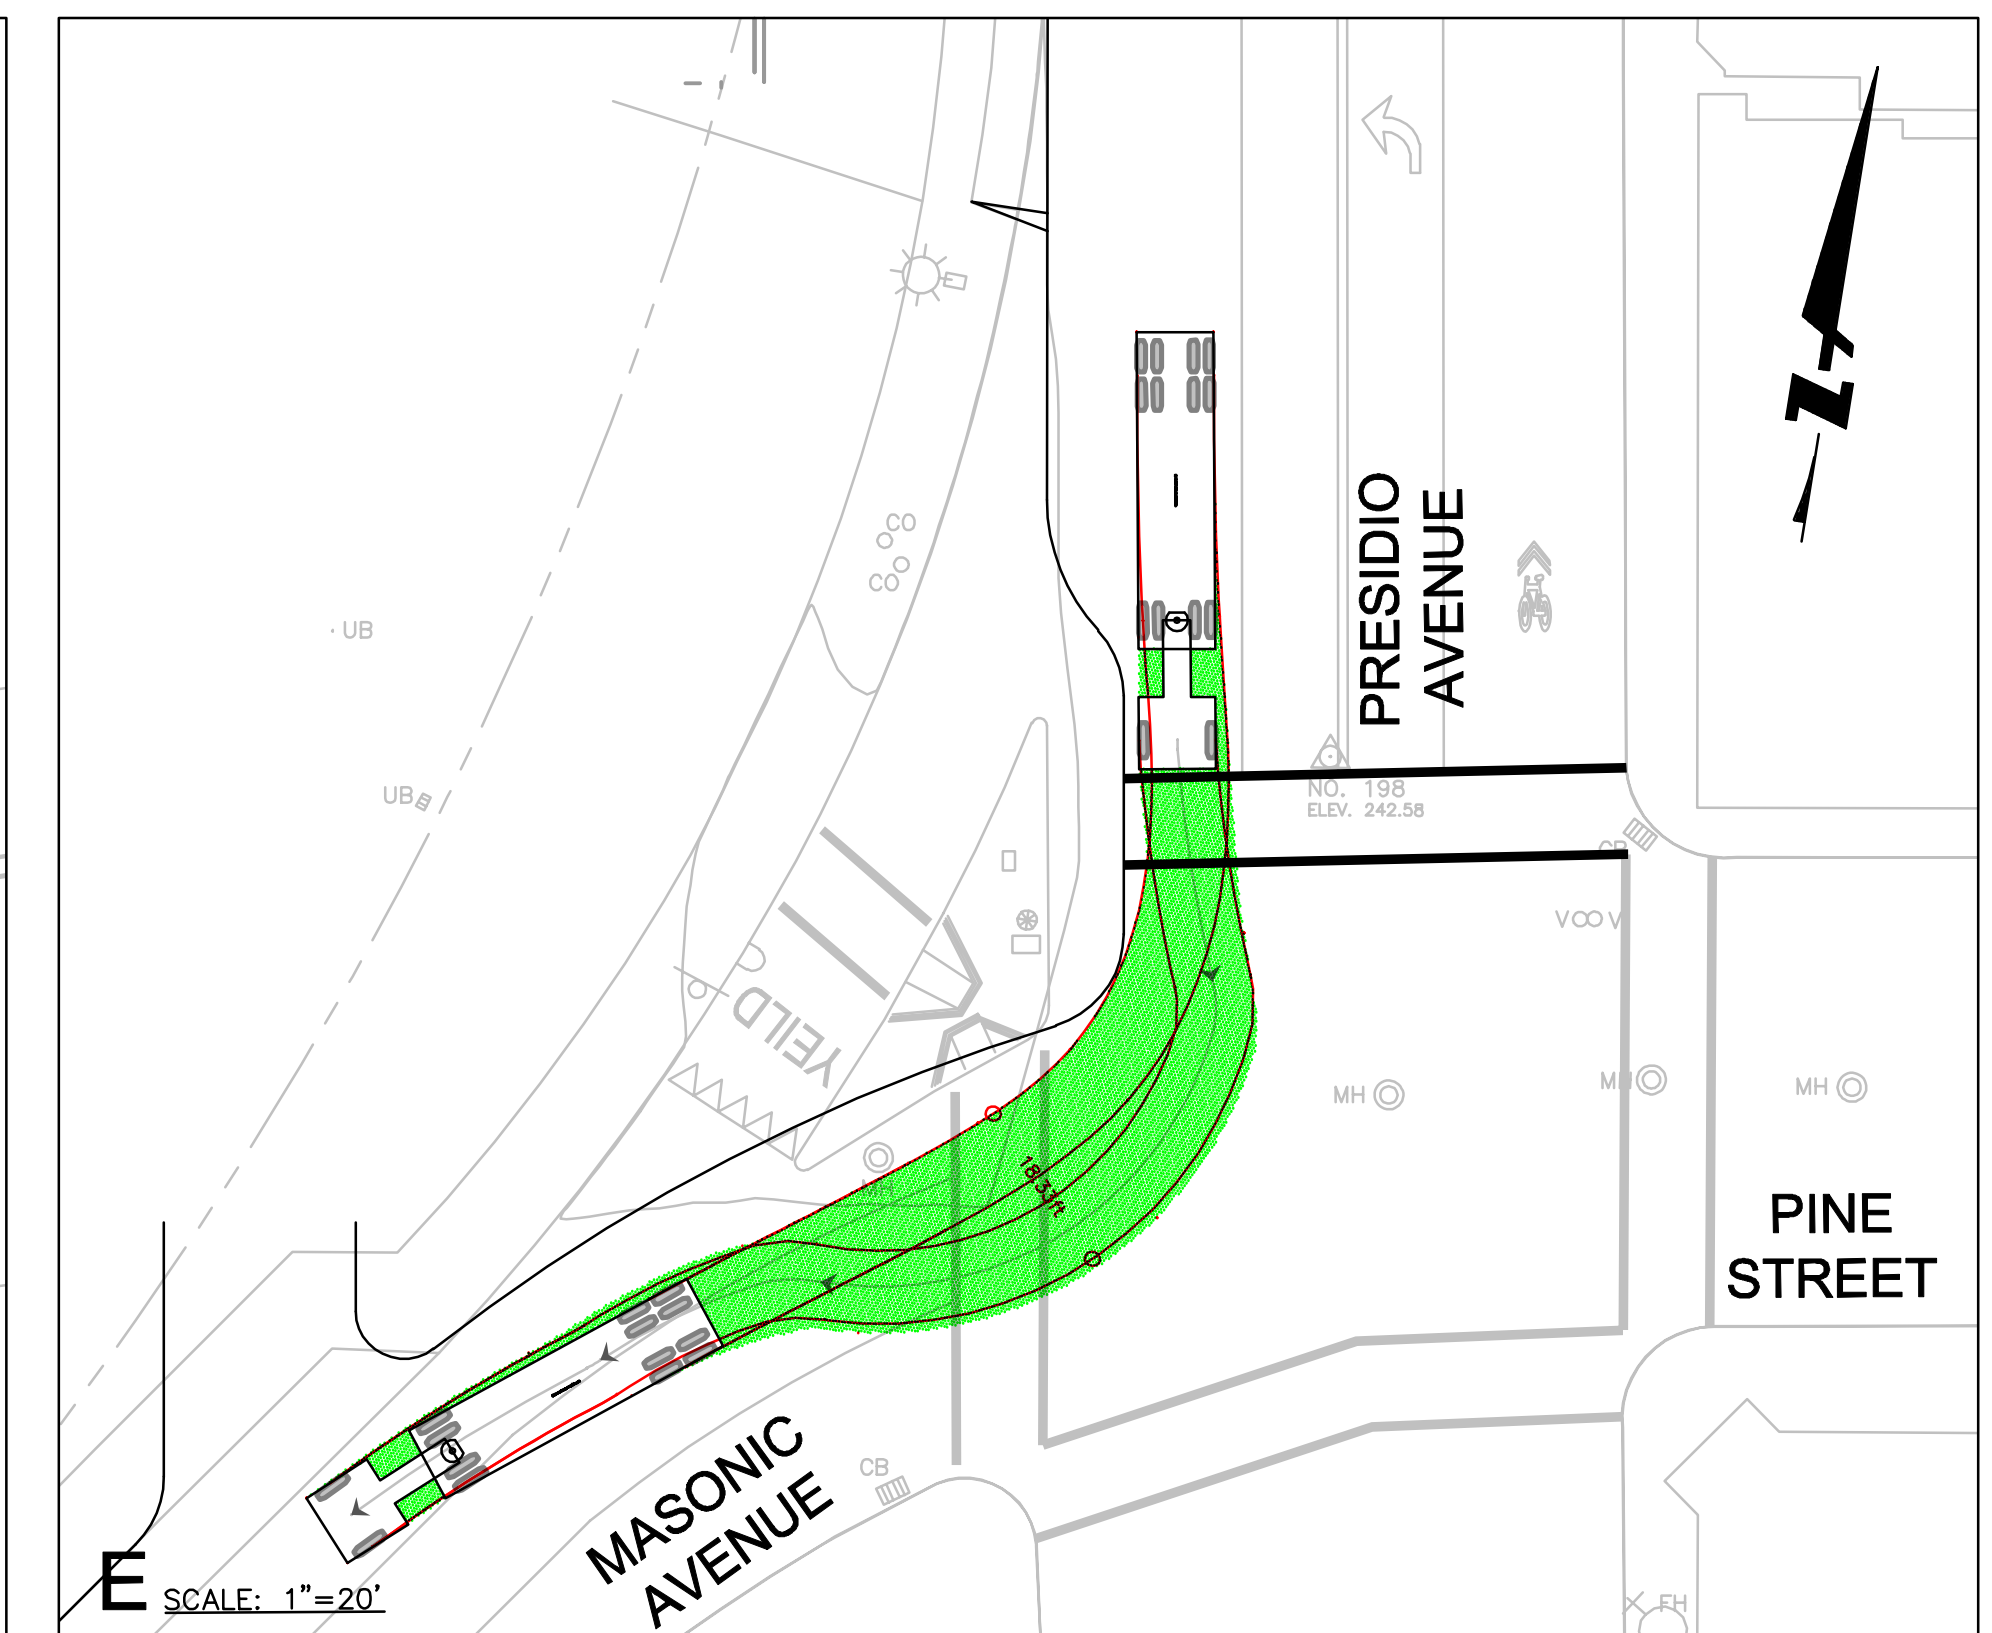 CO
CO
UB
UB
PRESIDIO
AVENUE
NO. 198
ELEV. 242.58
CB
V V
YEILD
MH
MH
MH
MH
18.33ft
PINE
STREET
MASONIC
AVENUE
CB
FH
E SCALE: 1"=20'
Z